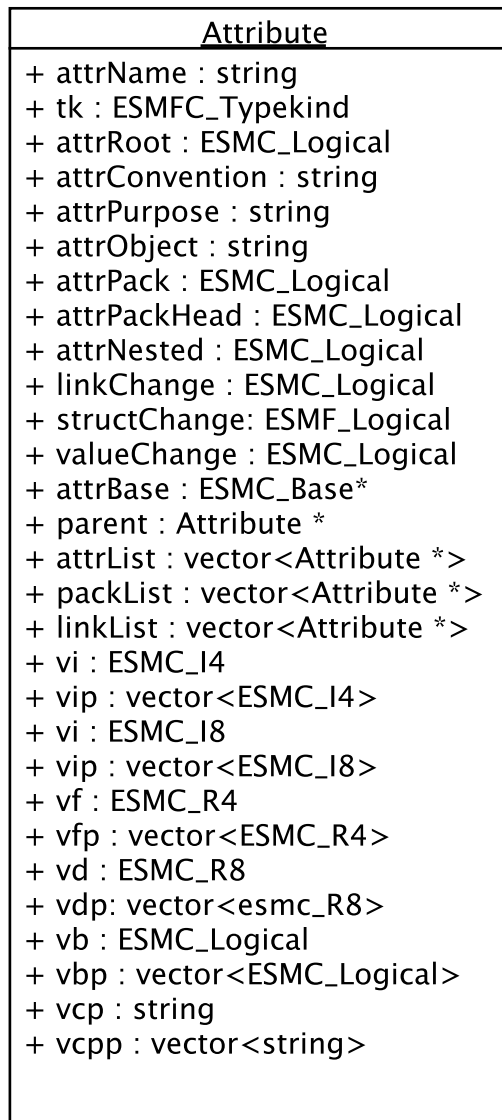 Attribute
+ attrName : string
+ tk : ESMFC_Typekind
+ attrRoot : ESMC_Logical
+ attrConvention : string
+ attrPurpose : string
+ attrObject : string
+ attrPack : ESMC_Logical
+ attrPackHead : ESMC_Logical
+ attrNested : ESMC_Logical
+ linkChange : ESMC_Logical
+ structChange: ESMF_Logical
+ valueChange : ESMC_Logical
+ attrBase : ESMC_Base*
+ parent : Attribute *
+ attrList : vector<Attribute *>
+ packList : vector<Attribute *>
+ linkList : vector<Attribute *>
+ vi : ESMC_I4
+ vip : vector<ESMC_I4>
+ vi : ESMC_I8
+ vip : vector<ESMC_I8>
+ vf : ESMC_R4
+ vfp : vector<ESMC_R4>
+ vd : ESMC_R8
+ vdp: vector<esmc_R8>
+ vb : ESMC_Logical
+ vbp : vector<ESMC_Logical>
+ vcp : string
+ vcpp : vector<string>